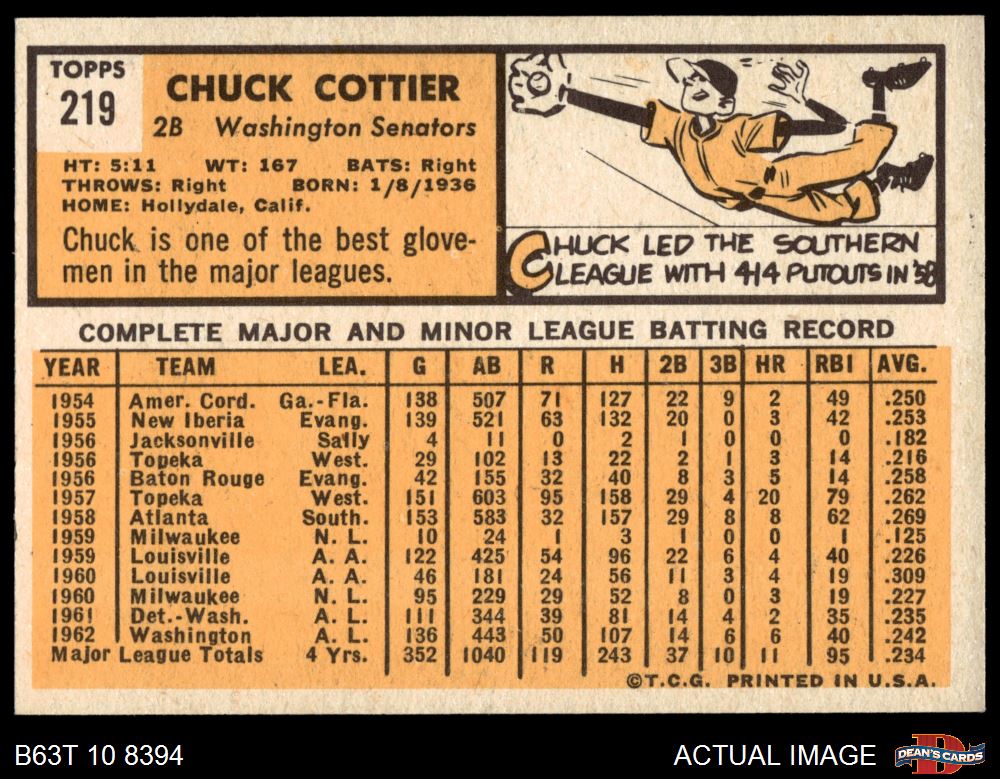 TOPPS
219
CHUCK COTTIER
2B Washington Senators
HT: 5:11 WT: 167 BATS: Right
THROWS: Right BORN: 1/8/1936
HOME: Hollydale, Calif.
Chuck is one of the best glove-
men in the major leagues.
CHUCK LED THE SOUTHERN
LEAGUE WITH 414 PUTOUTS IN '58
COMPLETE MAJOR AND MINOR LEAGUE BATTING RECORD
YEAR TEAM LEA. G AB R H 2B 3B HR RBI AVG.
1954 Amer. Cord. Ga.-Fla. 138 507 71 127 22 9 2 49 .250
1955 New Iberia Evang. 139 521 63 132 20 0 3 42 .253
1956 Jacksonville Sally 4 11 0 2 1 0 0 0 .182
1956 Topeka West. 29 102 13 22 2 1 3 14 .216
1956 Baton Rouge Evang. 42 155 32 40 8 3 5 14 .258
1957 Topeka West. 151 603 95 158 29 4 20 79 .262
1958 Atlanta South. 153 583 32 157 29 8 8 62 .269
1959 Milwaukee N. L. 10 24 1 3 1 0 0 1 .125
1959 Louisville A. A. 122 425 54 96 22 6 4 40 .226
1960 Louisville A. A. 46 181 24 56 11 3 4 19 .309
1960 Milwaukee N. L. 95 229 29 52 8 0 3 19 .227
1961 Det.-Wash. A. L. 111 344 39 81 14 4 2 35 .235
1962 Washington A. L. 136 443 50 107 14 6 6 40 .242
Major League Totals 4 Yrs. 352 1040 119 243 37 10 11 95 .234
©T.C.G. PRINTED IN U.S.A.
B63T 10 8394 ACTUAL IMAGE DEAN'S CARDS